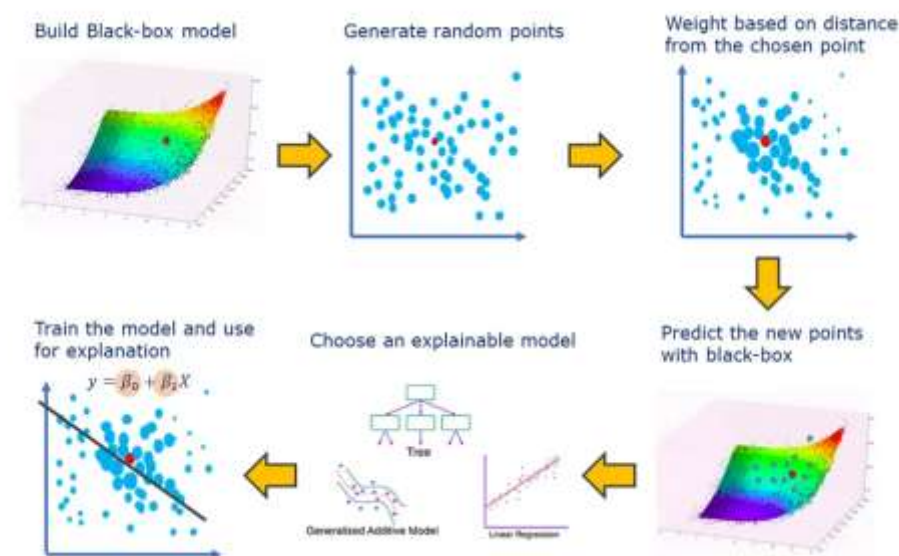 Build Black-box model
Generate random points
Weight based on distance
from the chosen point
Predict the new points
with black-box
Choose an explainable model
Tree
Generalized Additive Model
Linear Regression
Train the model and use
for explanation
y = β₀ + β₁X